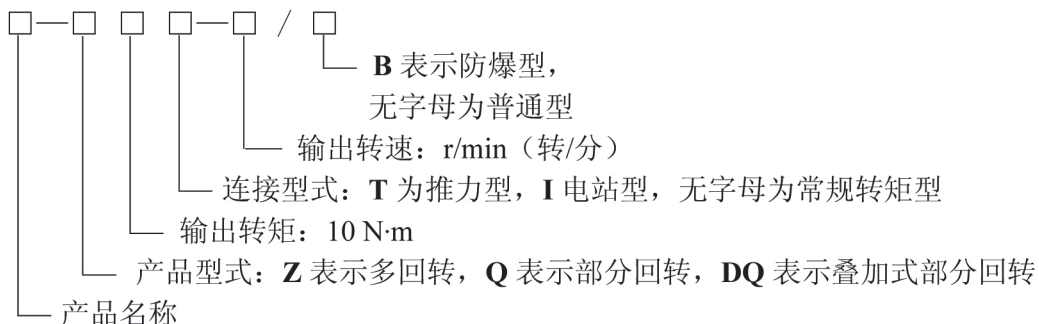 □—□ □ □—□ / □
B 表示防爆型，
无字母为普通型
输出转速：r/min（转/分）
连接型式：T 为推力型，I 电站型，无字母为常规转矩型
输出转矩：10 N·m
产品型式：Z 表示多回转，Q 表示部分回转，DQ 表示叠加式部分回转
产品名称